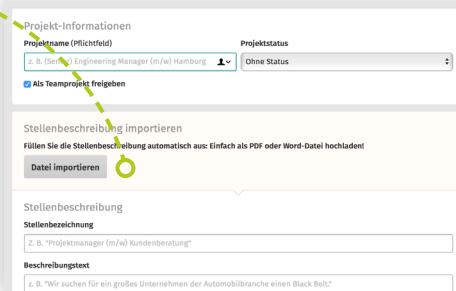 Projekt-Informationen
Projektname (Pflichtfeld) Projektstatus
z. B. (Senior) Engineering Manager (m/w) Hamburg Ohne Status
Als Teamprojekt freigeben
Stellenbeschreibung importieren
Füllen Sie die Stellenbeschreibung automatisch aus: Einfach als PDF oder Word-Datei hochladen!
Datei importieren
Stellenbeschreibung
Stellenbezeichnung
Z. B. "Projektmanager (m/w) Kundenberatung"
Beschreibungstext
z. B. "Wir suchen für ein großes Unternehmen der Automobilbranche einen Black Belt."